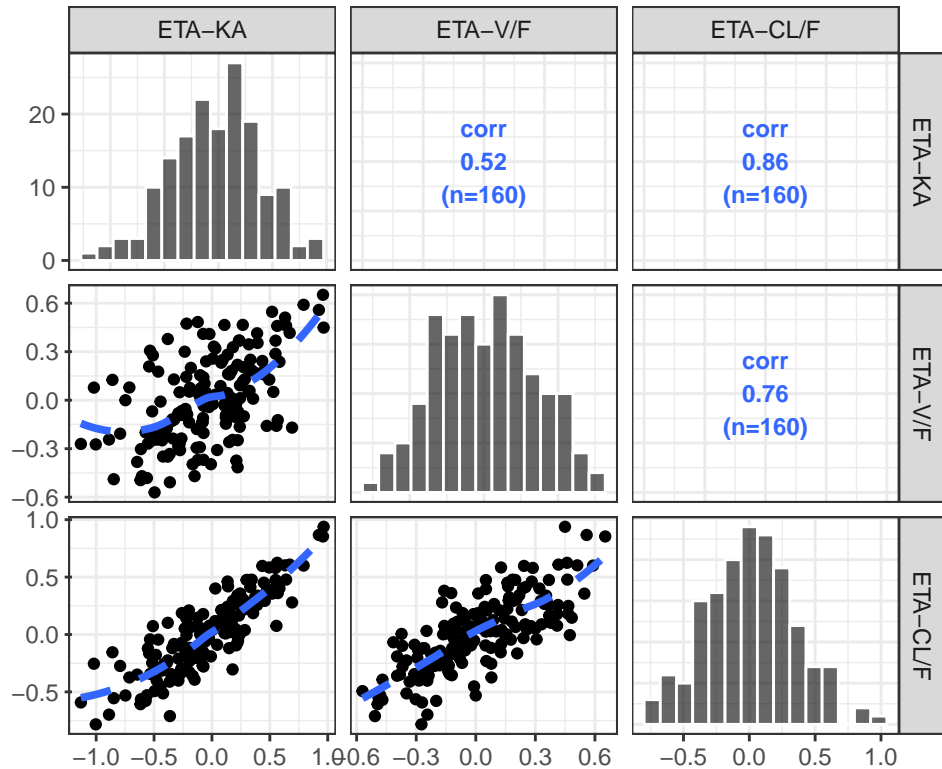 ETA−KA ETA−V/F ETA−CL/F
20
10
0
corr
0.52
(n=160)
corr
0.86
(n=160)
ETA−KA
0.6
0.3
0.0
−0.3
−0.6
corr
0.76
(n=160)
ETA−V/F
1.0
0.5
0.0
−0.5
ETA−CL/F
−1.0 −0.5 0.0 0.5 1.0
−0.6 −0.3 0.0 0.3 0.6
−0.5 0.0 0.5 1.0